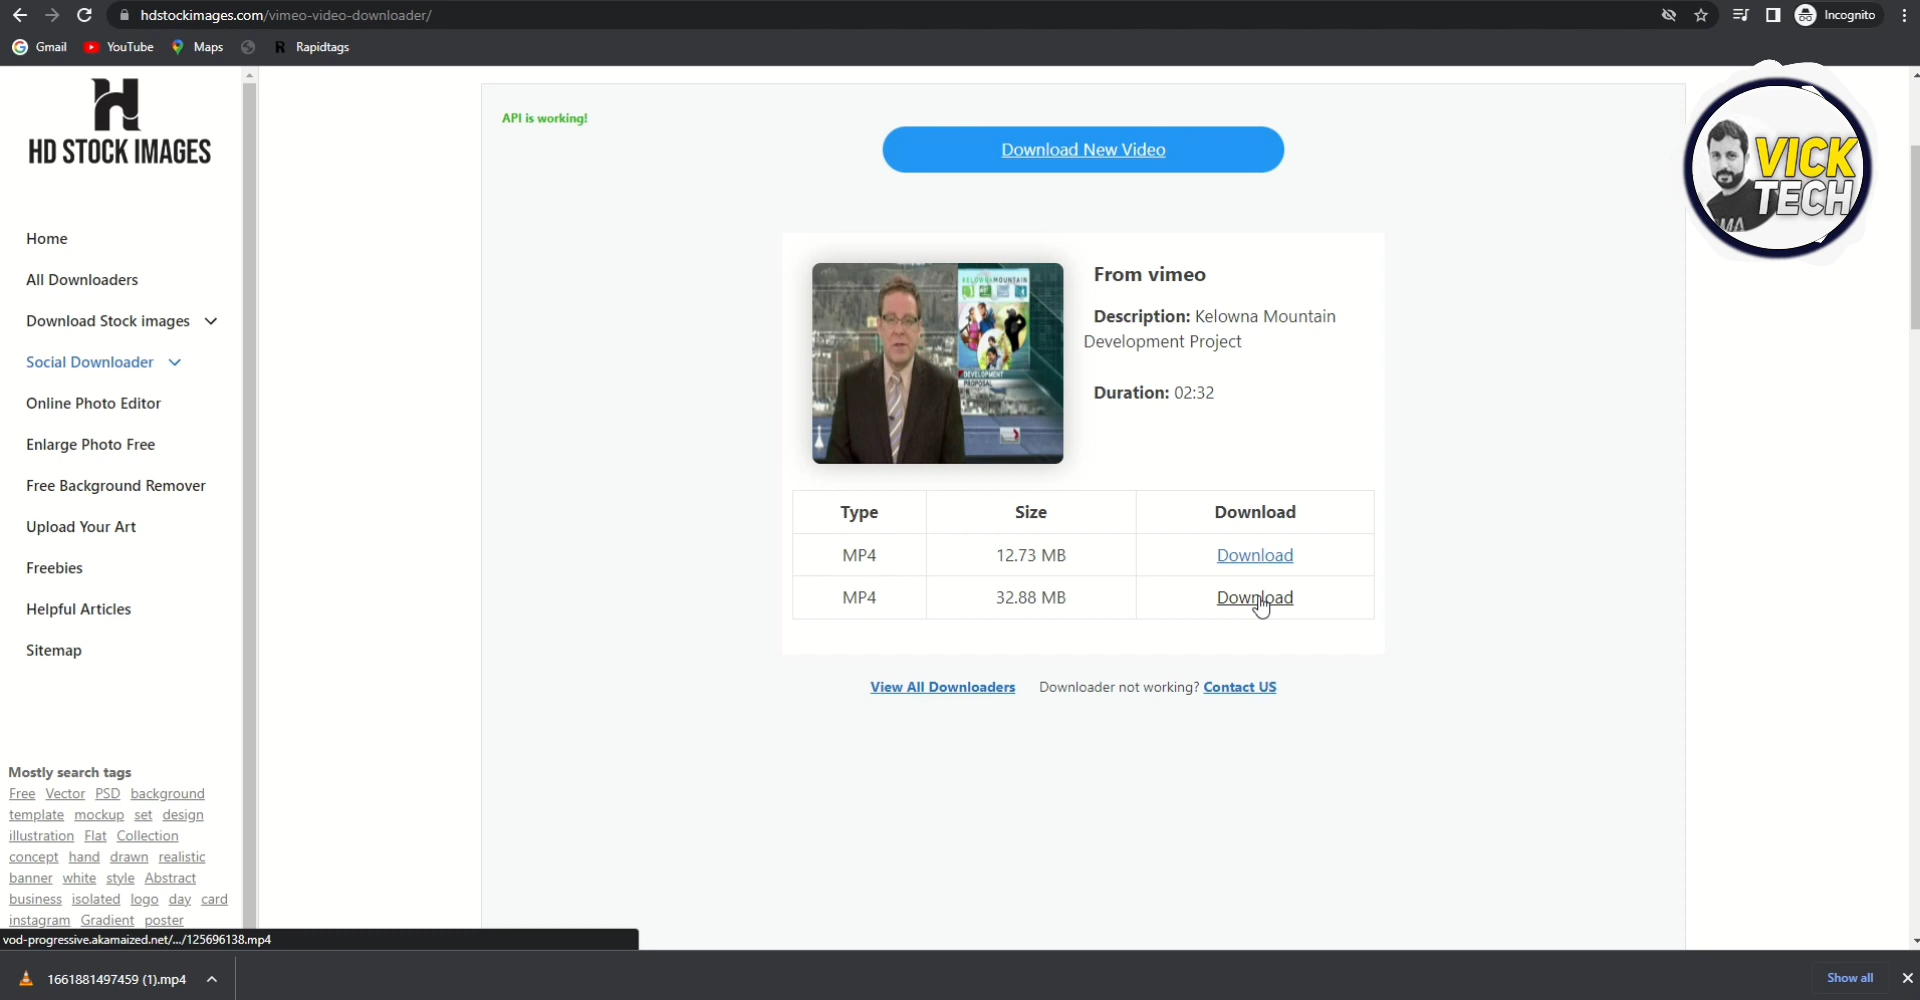 hdstockimages.com/vimeo-video-downloader/
Incognito
Gmail
YouTube
Maps
R
Rapidtags
H
HD STOCK IMAGES
Home
All Downloaders
Download Stock images
Social Downloader
Online Photo Editor
Enlarge Photo Free
Free Background Remover
Upload Your Art
Freebies
Helpful Articles
Sitemap
Mostly search tags
Free Vector PSD background
template mockup set design
illustration Flat Collection
concept hand drawn realistic
banner white style Abstract
business isolated logo day card
instagram Gradient poster
API is working!
Download New Video
VICK
TECH
KELOWNA MOUNTAIN
DEVELOPMENT
PROPOSAL
From vimeo
Description: Kelowna Mountain
Development Project
Duration: 02:32
Type Size Download
MP4 12.73 MB Download
MP4 32.88 MB Download
View All Downloaders Downloader not working? Contact US
vod-progressive.akamaized.net/.../125696138.mp4
1661881497459 (1).mp4
Show all